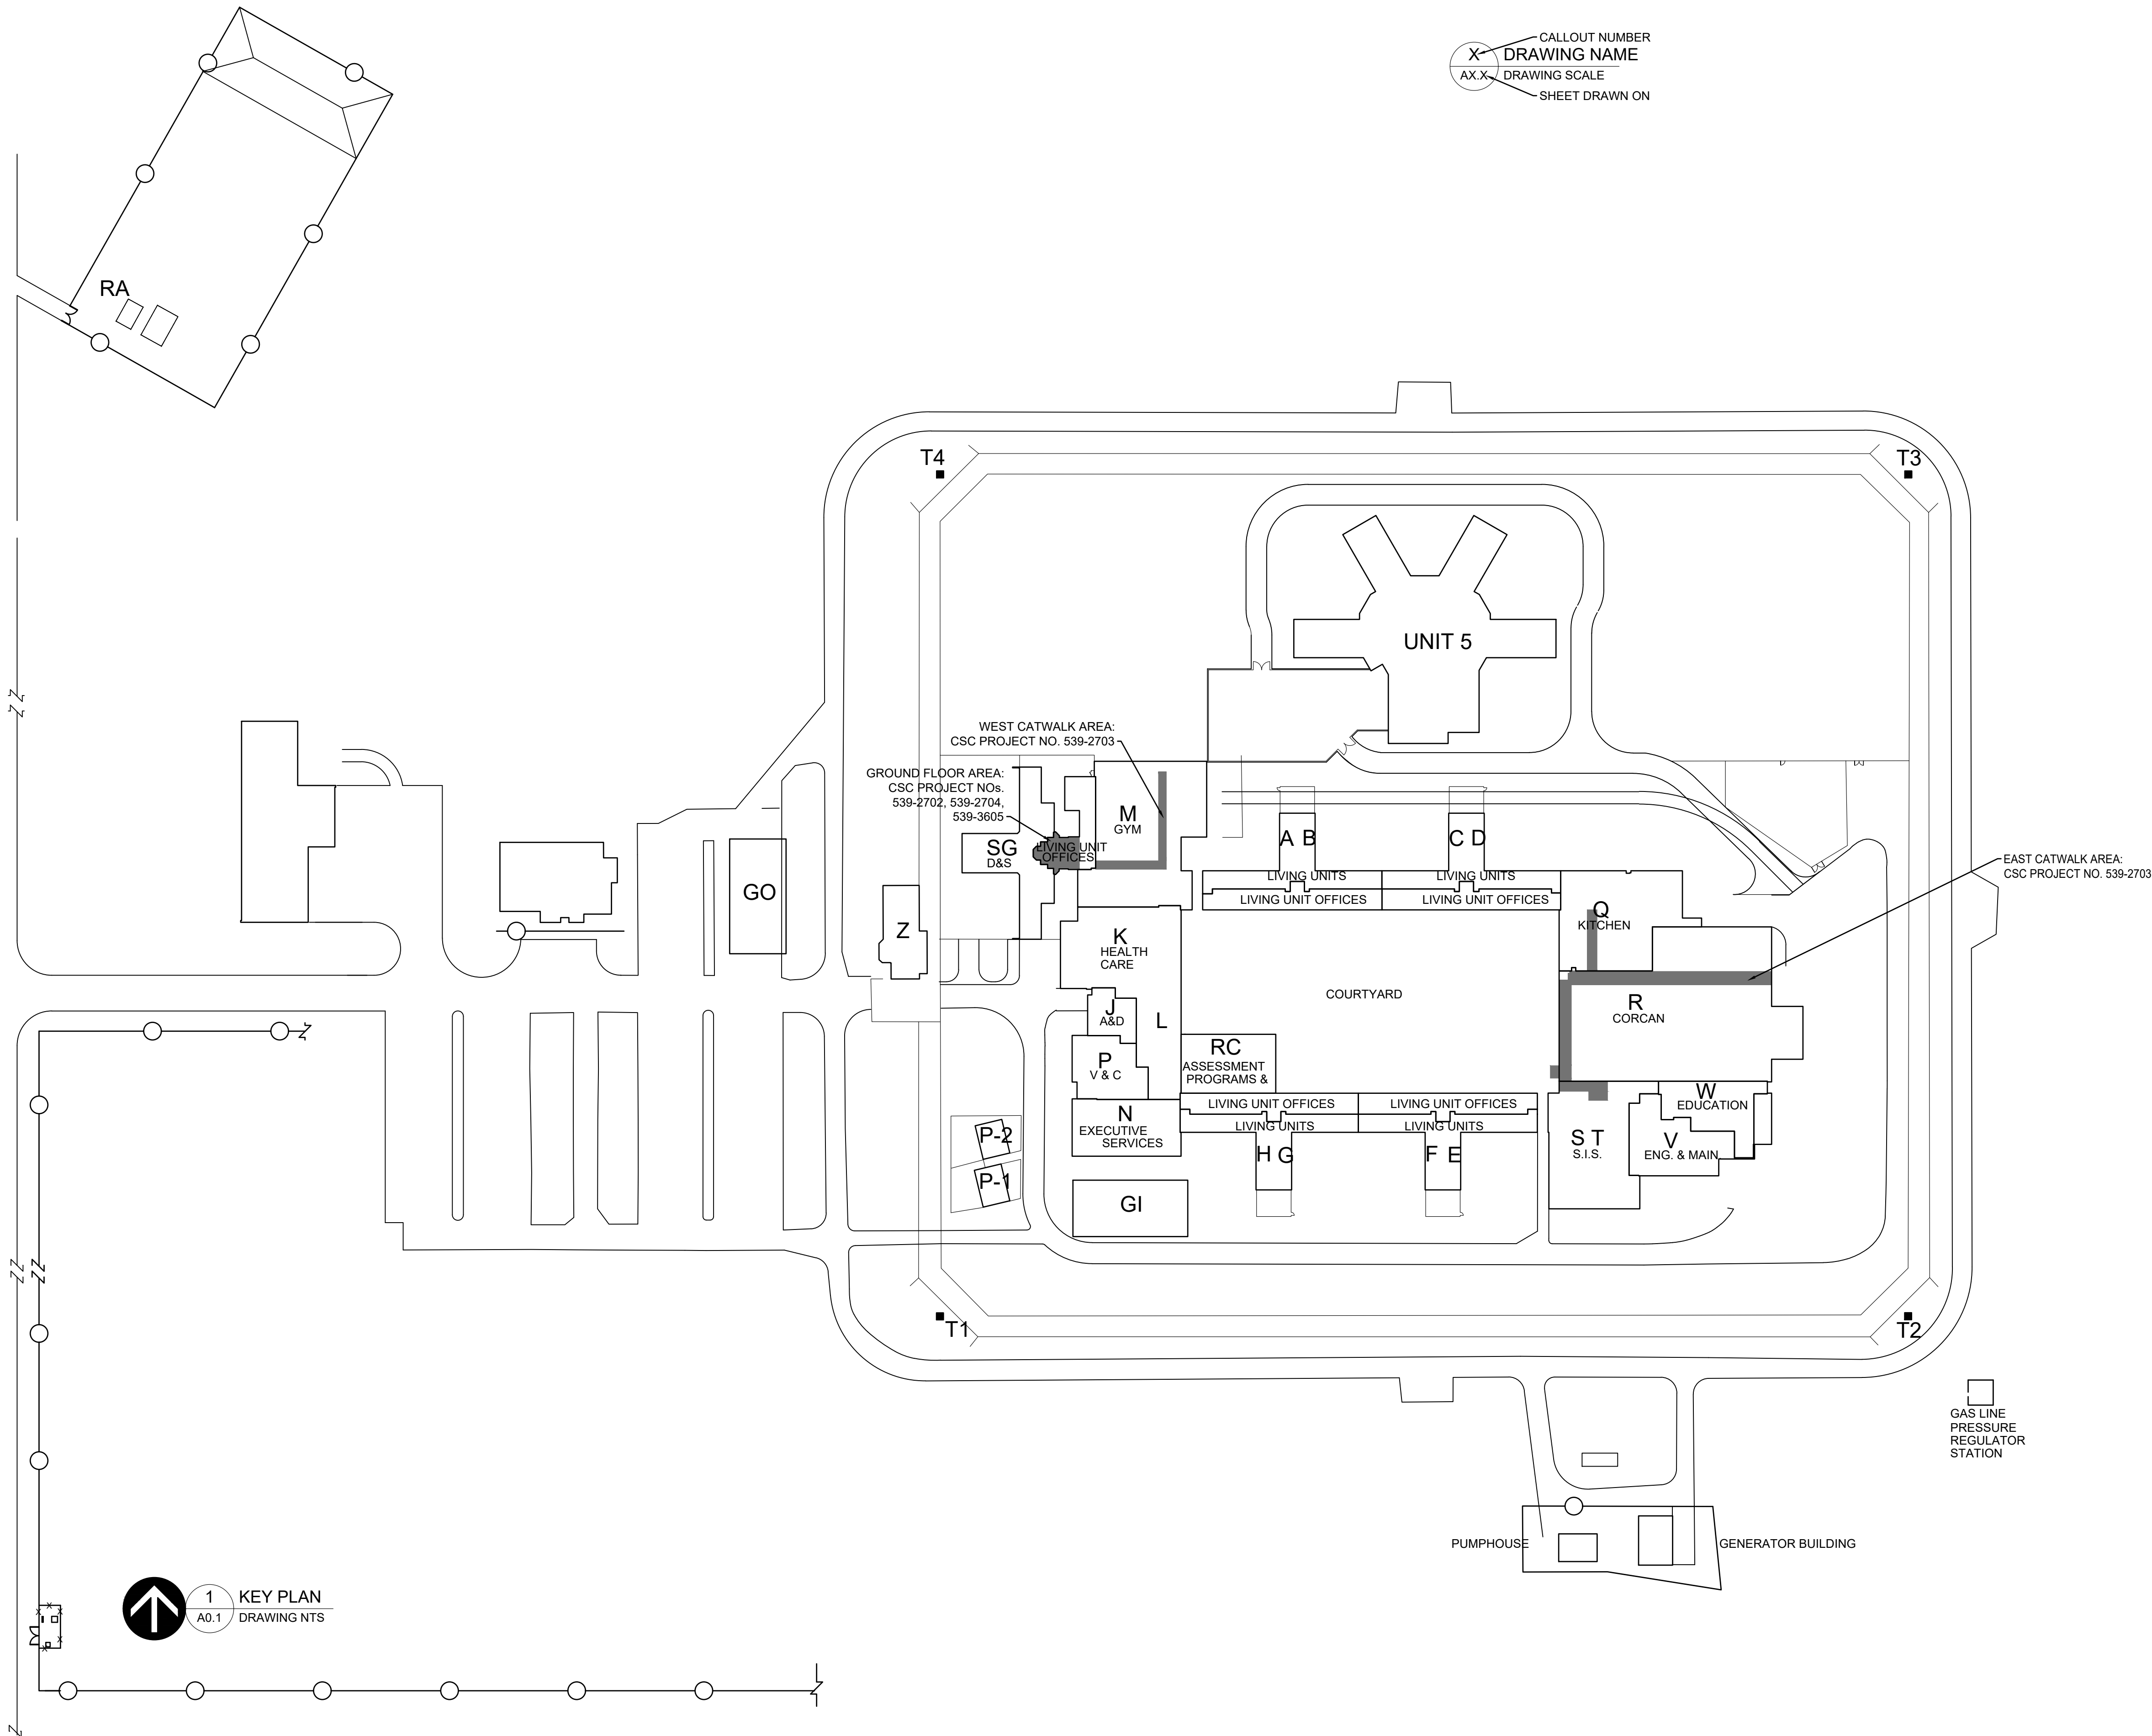 CALLOUT NUMBER
X
DRAWING NAME
AX.X
DRAWING SCALE
SHEET DRAWN ON
RA
T4
T3
UNIT 5
WEST CATWALK AREA:
CSC PROJECT NO. 539-2703
GROUND FLOOR AREA:
CSC PROJECT NOs.
539-2702, 539-2704,
539-3605
M
GYM
SG
D&S
LIVING UNIT
OFFICES
A B
C D
LIVING UNITS
LIVING UNITS
LIVING UNIT OFFICES
LIVING UNIT OFFICES
EAST CATWALK AREA:
CSC PROJECT NO. 539-2703
GO
Z
Q
KITCHEN
K
HEALTH
CARE
COURTYARD
R
CORCAN
J
A&D
L
RC
ASSESSMENT
PROGRAMS &
P
V & C
N
EXECUTIVE
SERVICES
LIVING UNIT OFFICES
LIVING UNIT OFFICES
LIVING UNITS
LIVING UNITS
H G
F E
W
EDUCATION
S T
S.I.S.
V
ENG. & MAIN.
P-2
P-1
GI
T1
T2
GAS LINE
PRESSURE
REGULATOR
STATION
PUMPHOUSE
GENERATOR BUILDING
1
KEY PLAN
A0.1
DRAWING NTS
X
X
X
X
X